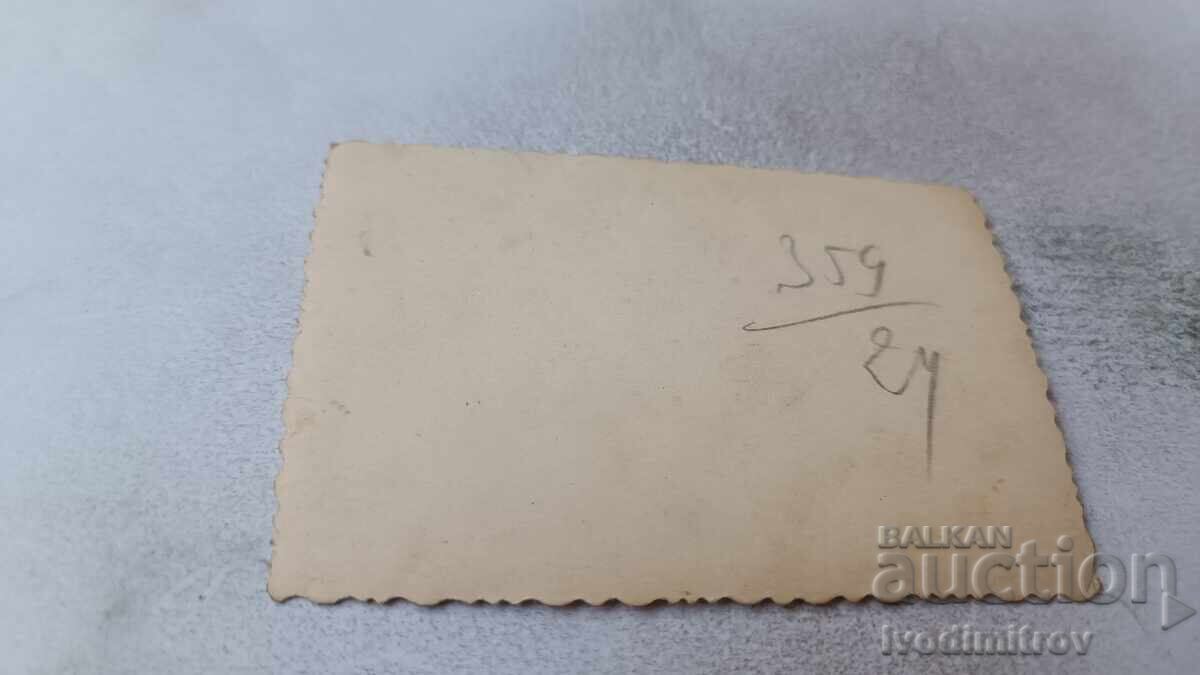 359
24
BALKAN
auction
ivodimitrov